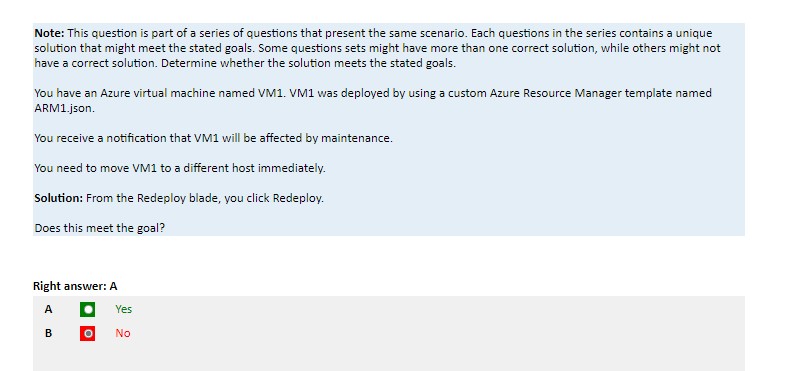 Note: This question is part of a series of questions that present the same scenario. Each questions in the series contains a unique
solution that might meet the stated goals. Some questions sets might have more than one correct solution, while others might not
have a correct solution. Determine whether the solution meets the stated goals.
You have an Azure virtual machine named VM1. VM1 was deployed by using a custom Azure Resource Manager template named
ARM1.json.
You receive a notification that VM1 will be affected by maintenance.
You need to move VM1 to a different host immediately.
Solution: From the Redeploy blade, you click Redeploy.
Does this meet the goal?
Right answer: A
A Yes
B No